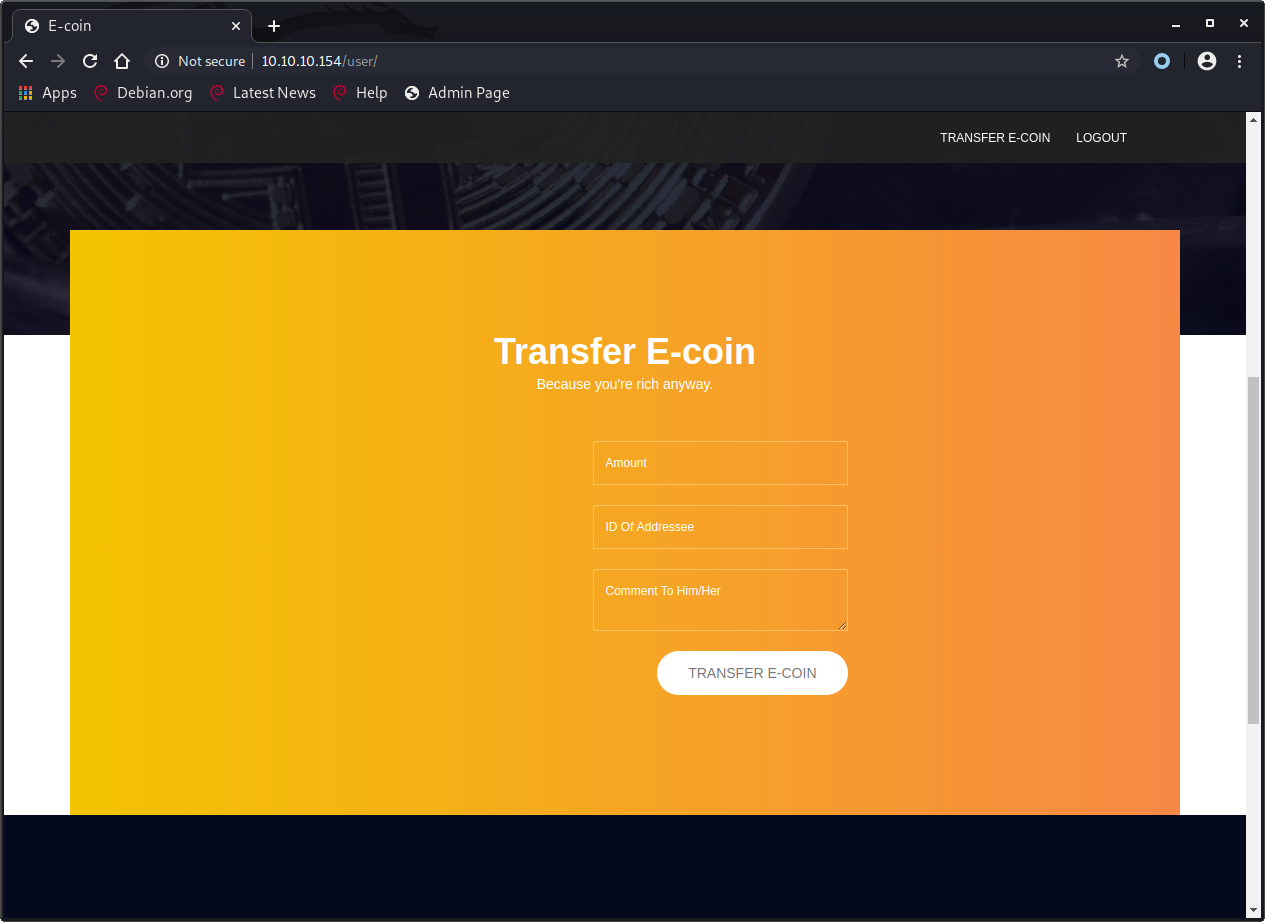 E-coin
Not secure 10.10.10.154/user/
Apps Debian.org Latest News Help Admin Page
TRANSFER E-COIN LOGOUT
Transfer E-coin
Because you're rich anyway.
Amount
ID Of Addressee
Comment To Him/Her
TRANSFER E-COIN